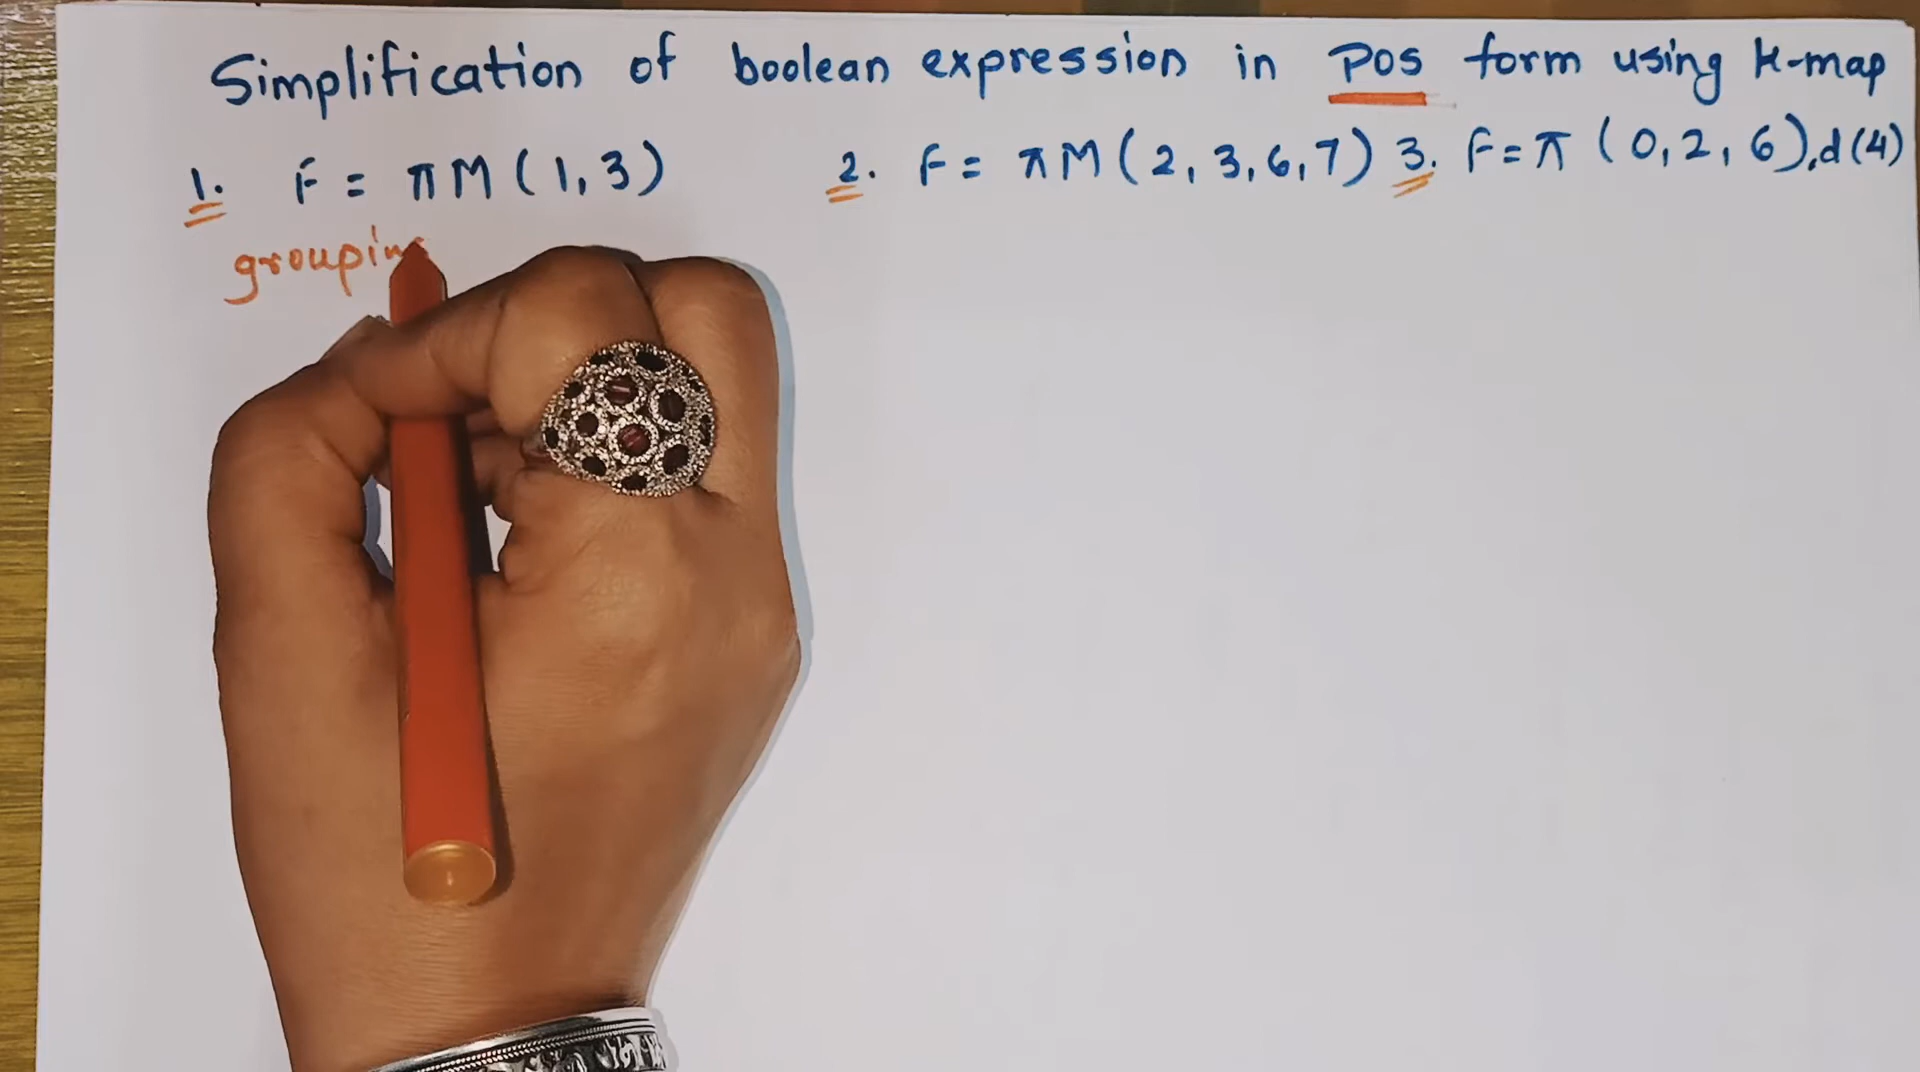 Simplification of boolean expression in POS form using K-map
1. F = πM(1,3) 2. F = πM(2,3,6,7) 3. F=π(0,2,6),d(4)
grouping